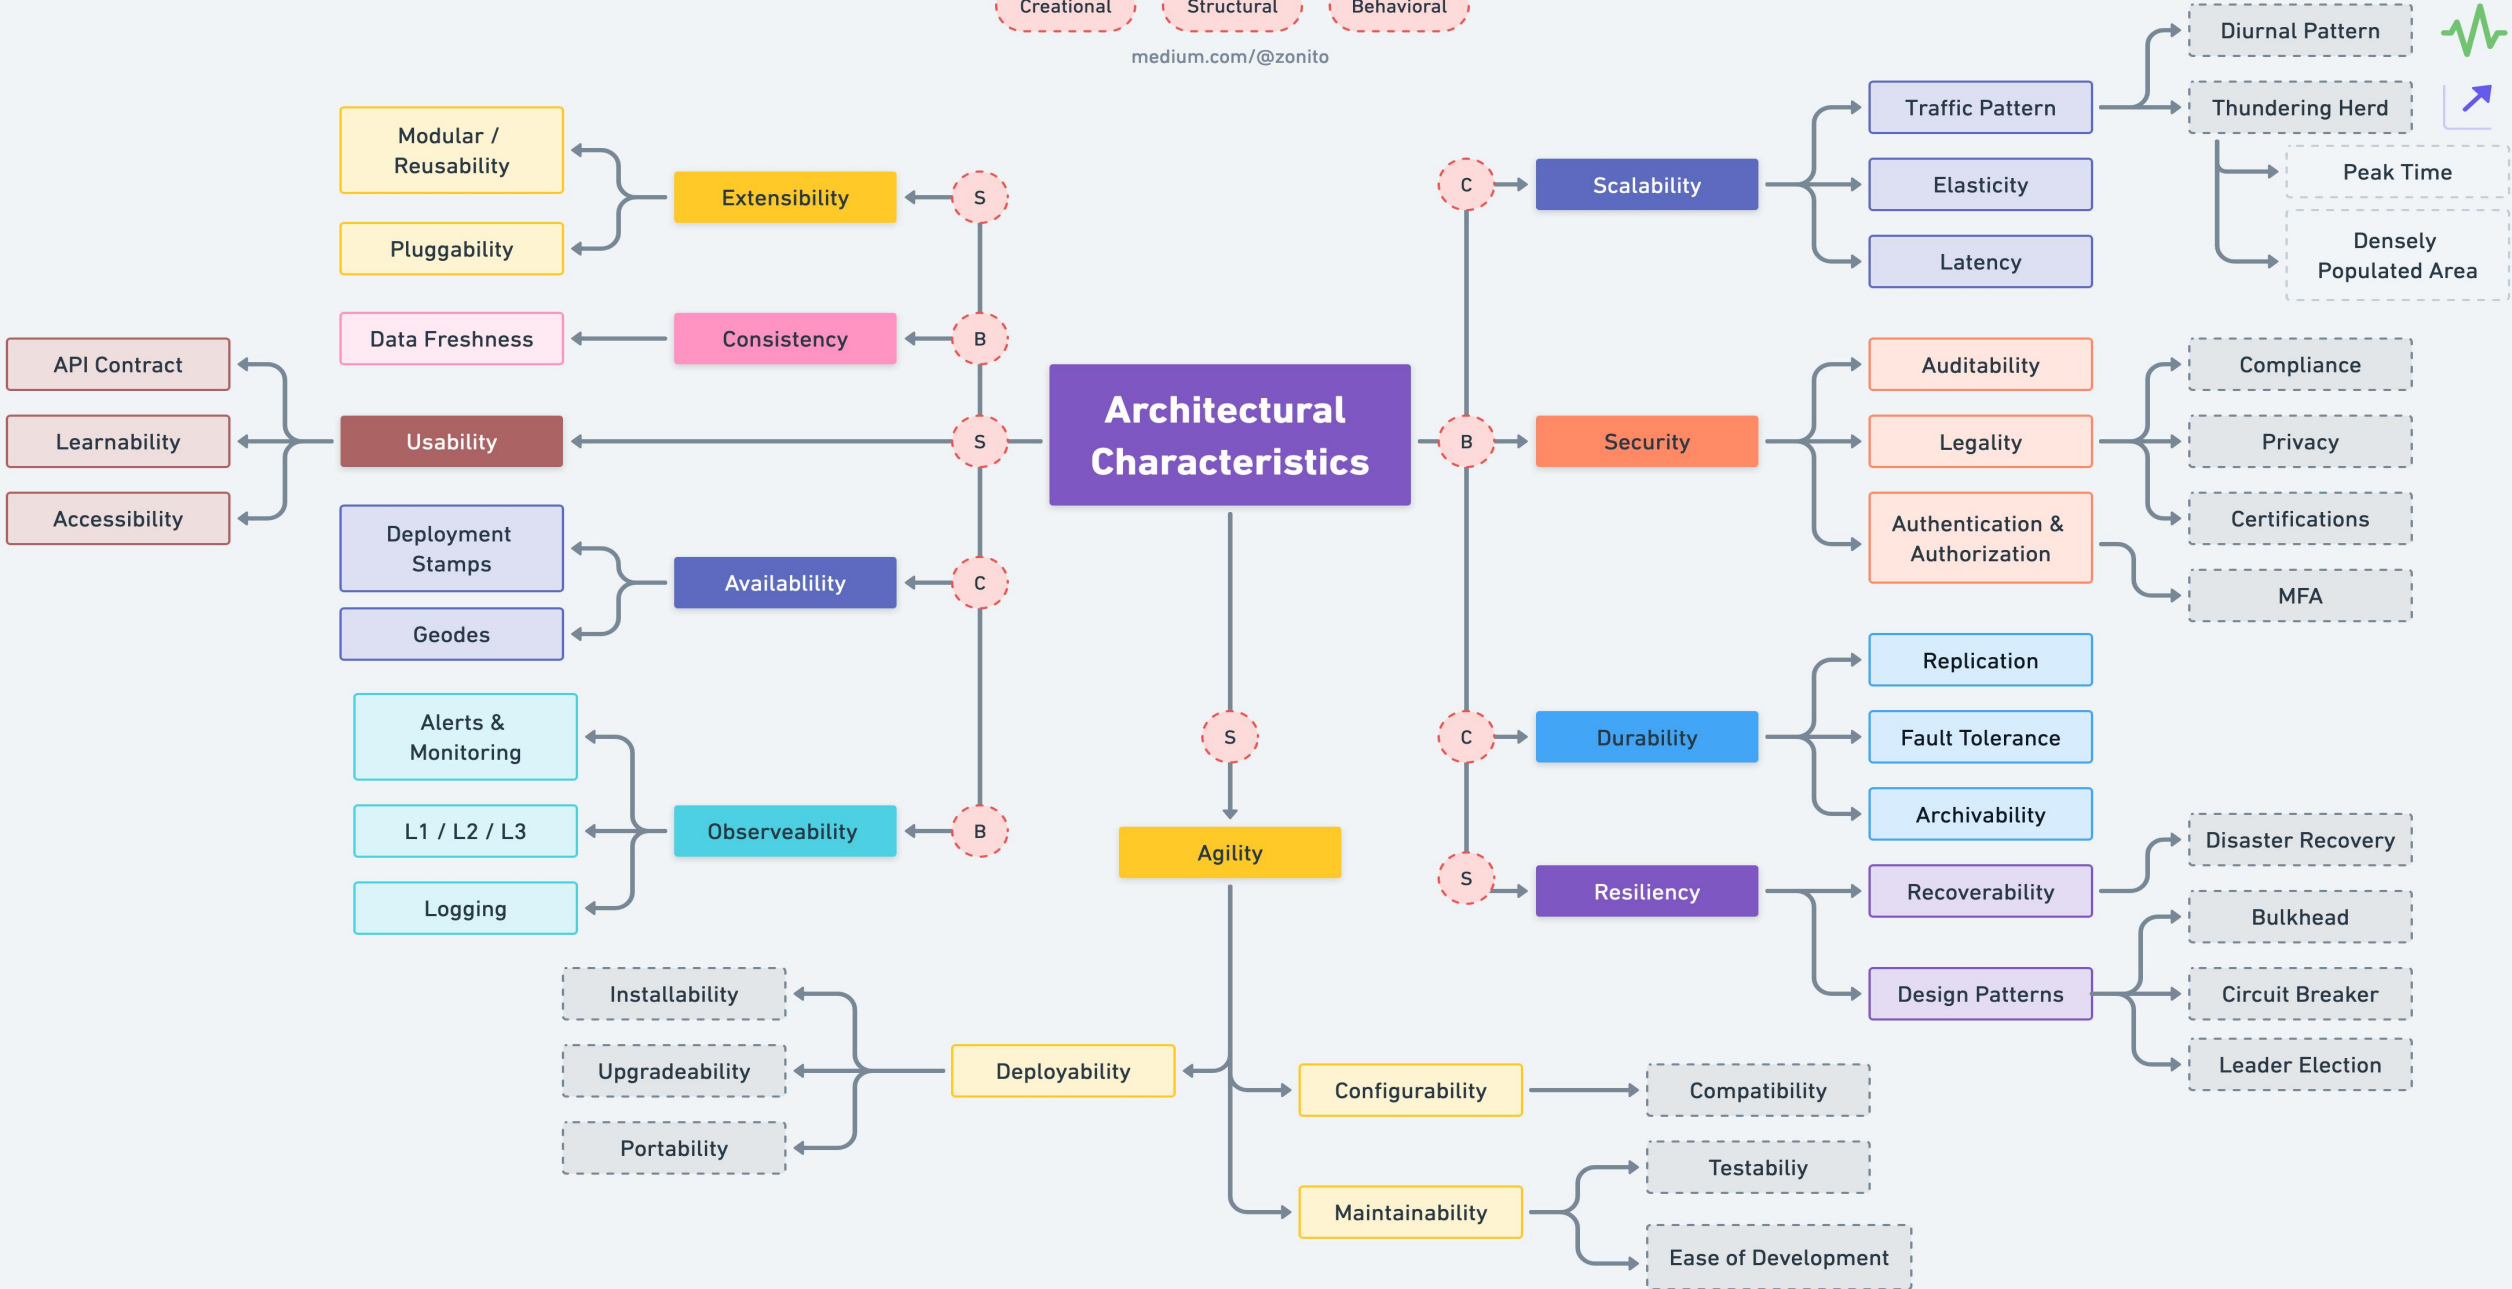 Creational
Structural
Behavioral
medium.com/@zonito
Modular /
Reusability
Extensibility
S
Pluggability
Data Freshness
Consistency
B
API Contract
Learnability
Accessibility
Usability
S
Deployment
Stamps
Geodes
Availablility
C
Alerts &
Monitoring
L1 / L2 / L3
Logging
Observeability
B
Architectural
Characteristics
S
Agility
Deployability
Installability
Upgradeability
Portability
Configurability
Compatibility
Maintainability
Testabiliy
Ease of Development
C
Scalability
Traffic Pattern
Elasticity
Latency
Diurnal Pattern
Thundering Herd
Peak Time
Densely
Populated Area
B
Security
Auditability
Legality
Authentication &
Authorization
Compliance
Privacy
Certifications
MFA
C
Durability
Replication
Fault Tolerance
Archivability
S
Resiliency
Recoverability
Design Patterns
Disaster Recovery
Bulkhead
Circuit Breaker
Leader Election